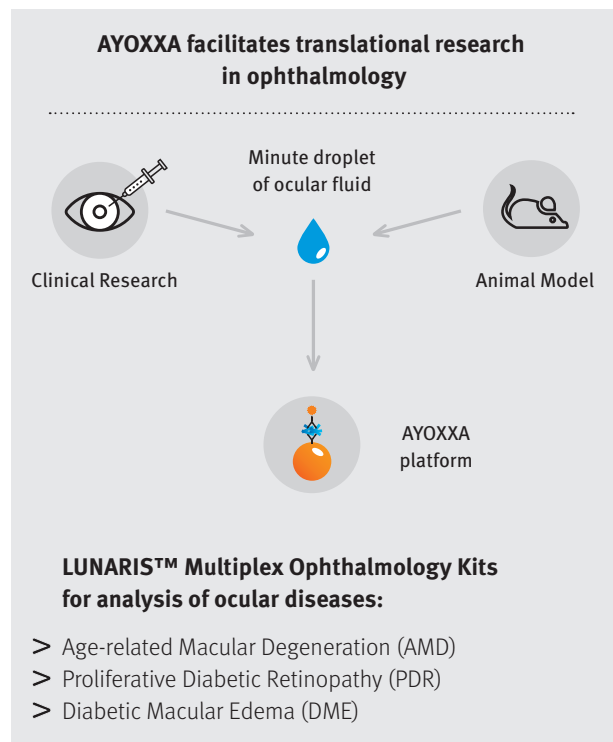 AYOXXA facilitates translational research
in ophthalmology
Minute droplet
of ocular fluid
Clinical Research
Animal Model
AYOXXA
platform
LUNARIS™ Multiplex Ophthalmology Kits
for analysis of ocular diseases:
> Age-related Macular Degeneration (AMD)
> Proliferative Diabetic Retinopathy (PDR)
> Diabetic Macular Edema (DME)